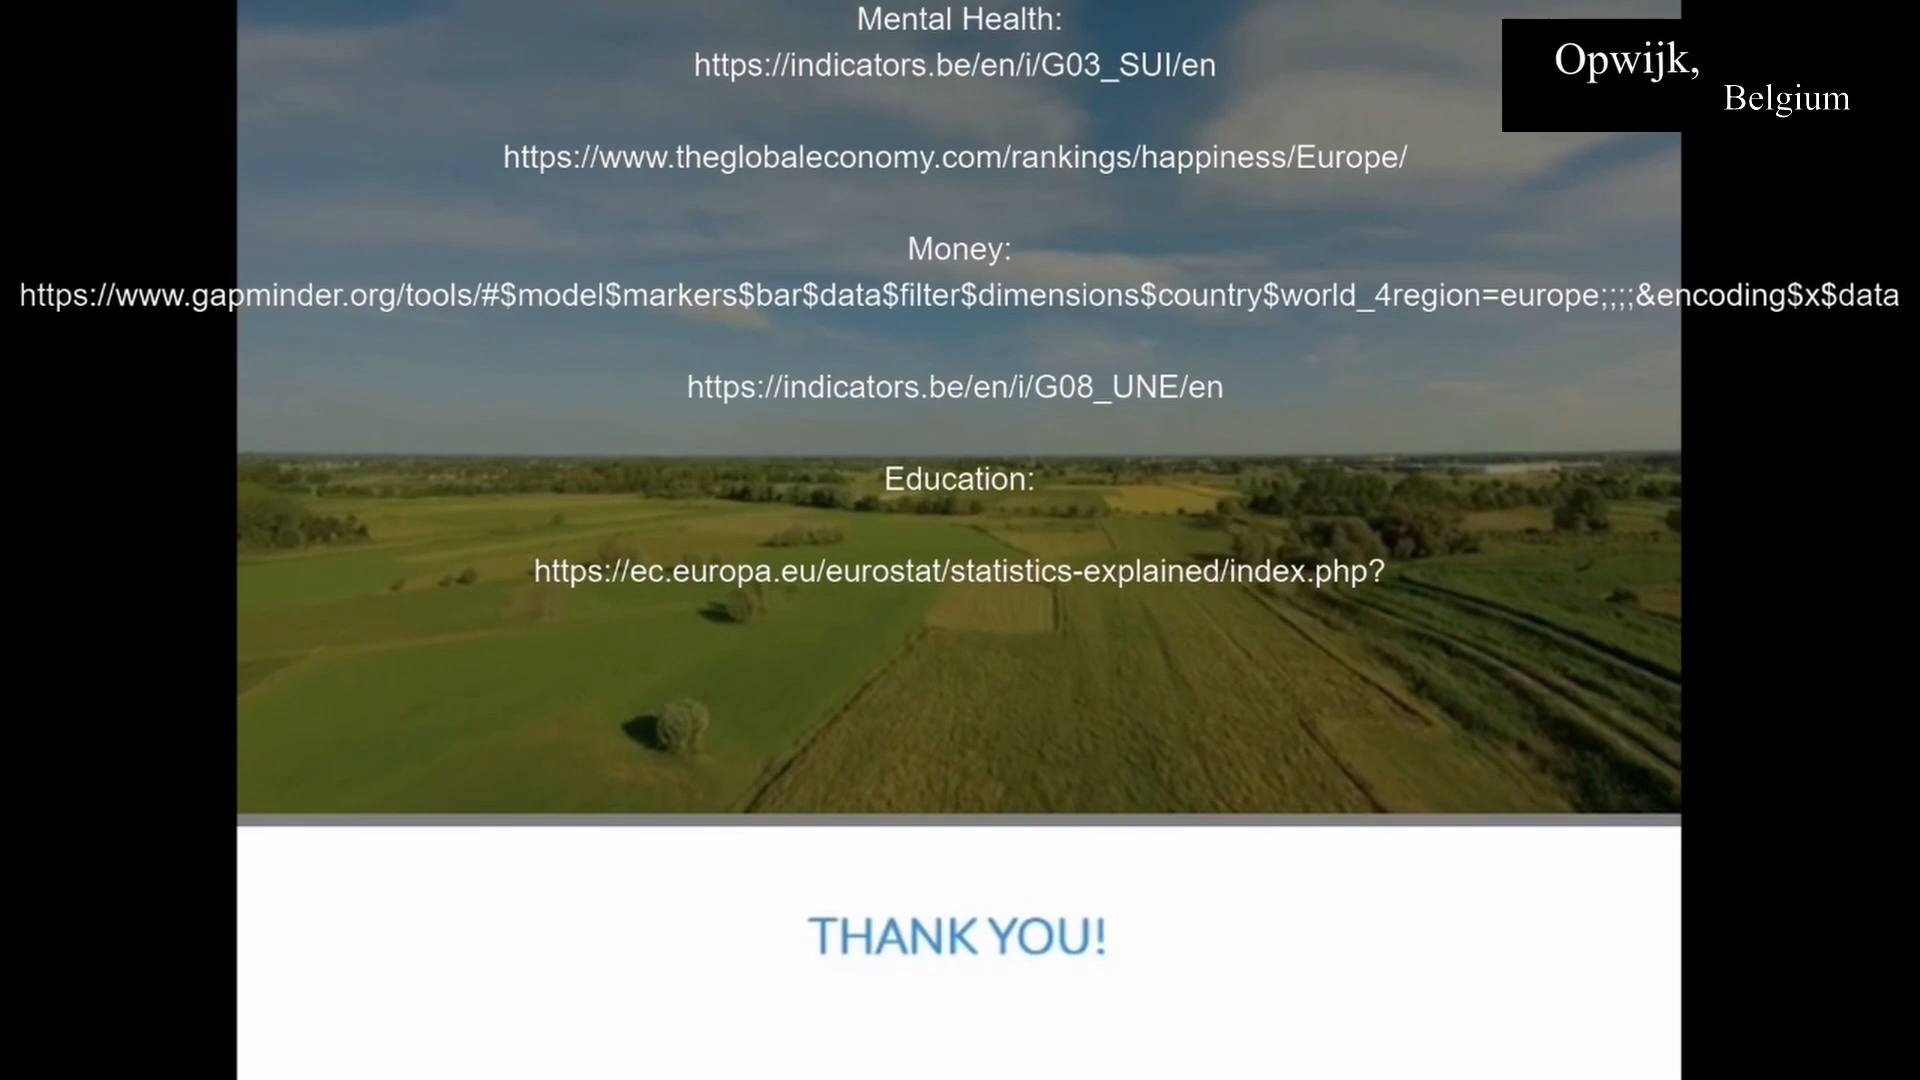 Mental Health:
https://indicators.be/en/i/G03_SUI/en
Opwijk,
Belgium
https://www.theglobaleconomy.com/rankings/happiness/Europe/
Money:
https://www.gapminder.org/tools/#$model$markers$bar$data$filter$dimensions$country$world_4region=europe;;;;&encoding$x$data
https://indicators.be/en/i/G08_UNE/en
Education:
https://ec.europa.eu/eurostat/statistics-explained/index.php?
THANK YOU!